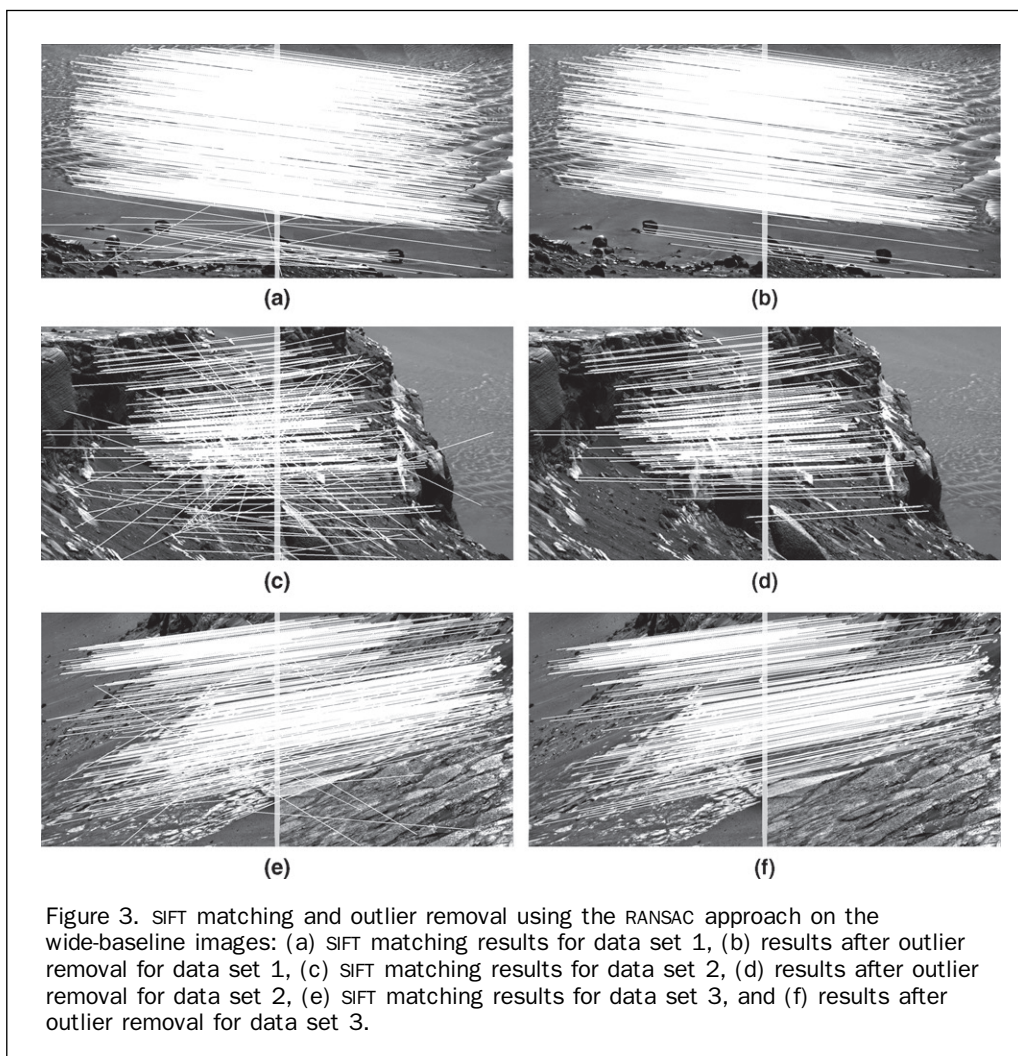 (a)
(b)
(c)
(d)
(e)
(f)
Figure 3. SIFT matching and outlier removal using the RANSAC approach on the
wide-baseline images: (a) SIFT matching results for data set 1, (b) results after outlier
removal for data set 1, (c) SIFT matching results for data set 2, (d) results after outlier
removal for data set 2, (e) SIFT matching results for data set 3, and (f) results after
outlier removal for data set 3.